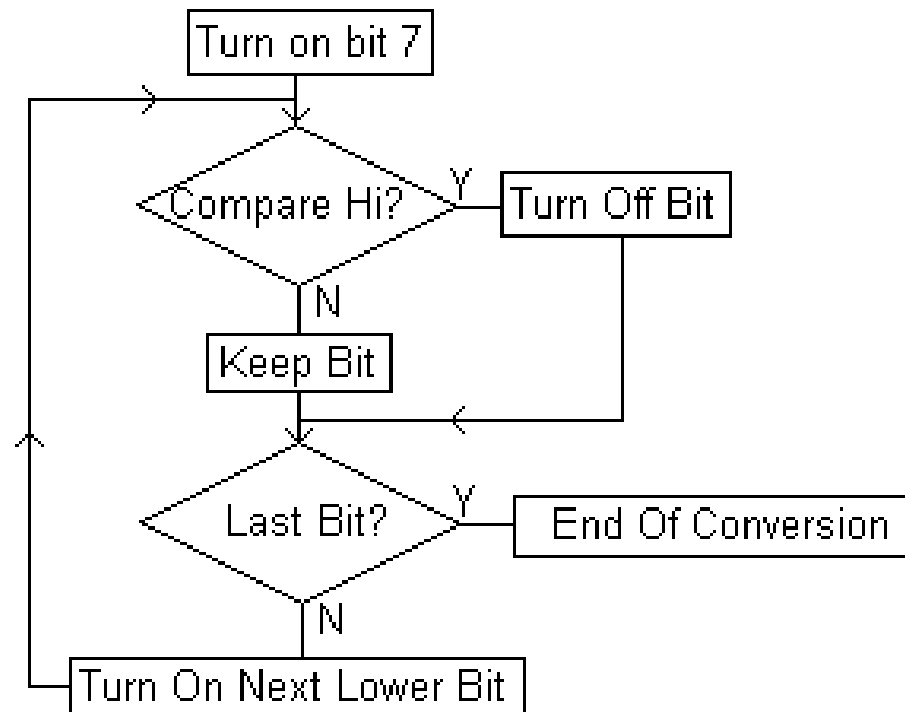 Turn on bit 7
Compare Hi?
Y
Turn Off Bit
N
Keep Bit
Last Bit?
Y
End Of Conversion
N
Turn On Next Lower Bit